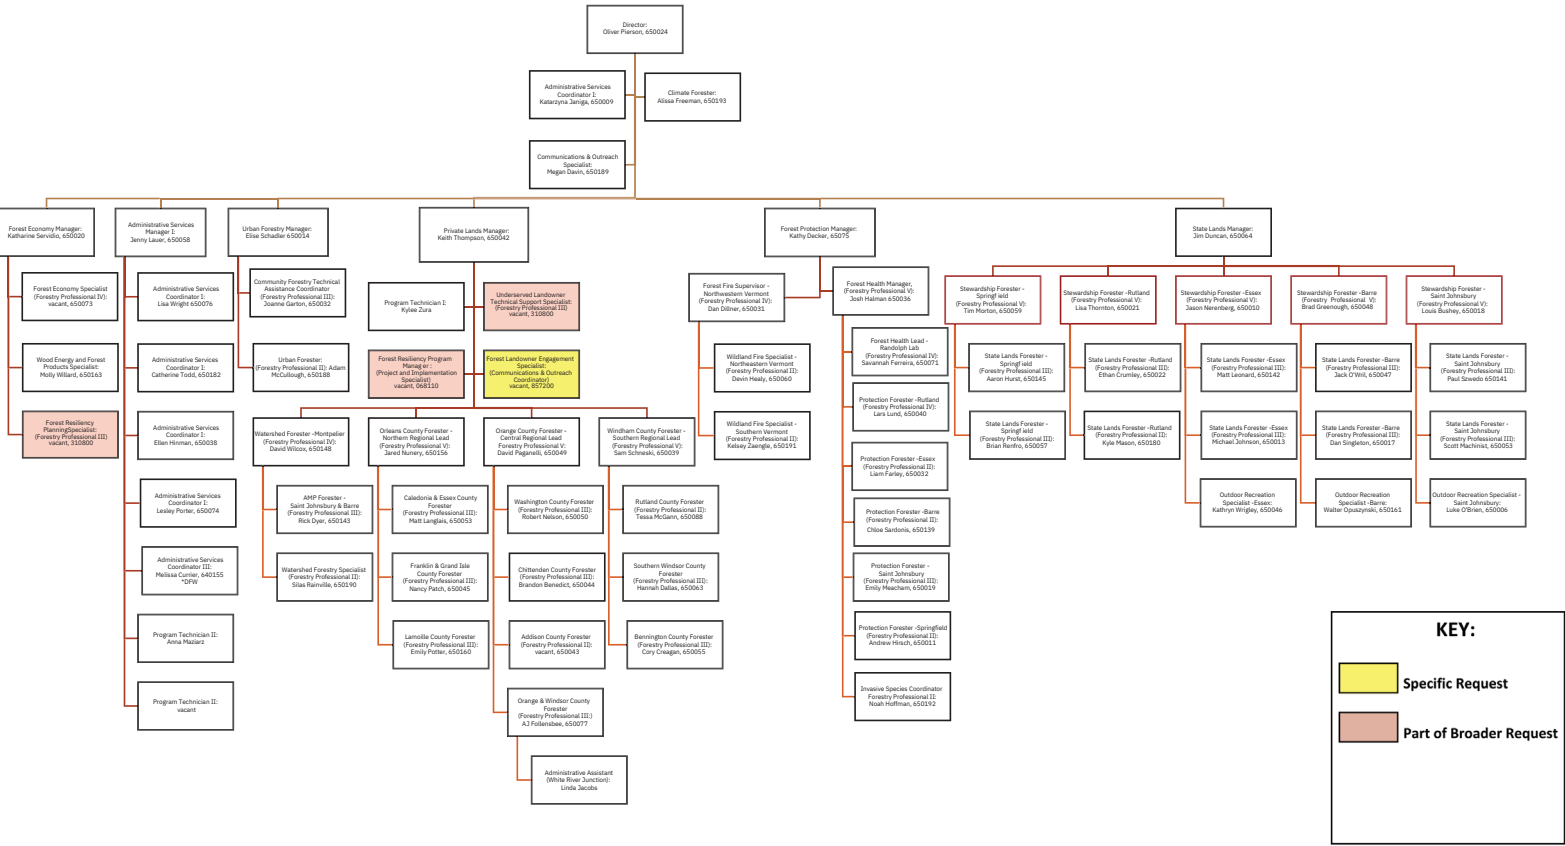 Director:
Oliver Pierson, 650024
Administrative Services
Coordinator I:
Katarzyna Janiga, 650009
Climate Forester:
Alissa Freeman, 650193
Communications & Outreach
Specialist:
Megan Davin, 650189
Forest Economy Manager:
Katharine Servidio, 650020
Administrative Services
Manager I:
Jenny Lauer, 650058
Urban Forestry Manager:
Elise Schadler 650014
Private Lands Manager:
Keith Thompson, 650042
Forest Protection Manager:
Kathy Decker, 65075
State Lands Manager:
Jim Duncan, 650064
Forest Economy Specialist
(Forestry Professional IV):
vacant, 650073
Wood Energy and Forest
Products Specialist:
Molly Willard, 650163
Forest Resiliency
PlanningSpecialist:
(Forestry Professional III)
vacant, 310800
Administrative Services
Coordinator I:
Lisa Wright 650076
Administrative Services
Coordinator I:
Catherine Todd, 650182
Administrative Services
Coordinator I:
Ellen Hinman, 650038
Administrative Services
Coordinator I:
Lesley Porter, 650074
Administrative Services
Coordinator III:
Melissa Currier, 640155
*DFW
Program Technician II:
Anna Maziarz
Program Technician II:
vacant
Community Forestry Technical
Assistance Coordinator
(Forestry Professional III):
Joanne Garton, 650032
Urban Forester:
(Forestry Professional II): Adam
McCullough, 650188
Program Technician I:
Kylee Zura
Underserved Landowner
Technical Support Specialist:
(Forestry Professional III)
vacant, 310800
Forest Resiliency Program
Manager :
(Project and Implementation
Specialist)
vacant, 068110
Forest Landowner Engagement
Specialist:
(Communications & Outreach
Coordinator)
vacant, 857200
Watershed Forester -Montpelier
(Forestry Professional IV):
David Wilcox, 650148
AMP Forester -
Saint Johnsbury & Barre
(Forestry Professional III):
Rick Dyer, 650143
Watershed Forestry Specialist
(Forestry Professional II):
Silas Rainville, 650190
Orleans County Forester -
Northern Regional Lead
(Forestry Professional V):
Jared Nunery, 650156
Caledonia & Essex County
Forester
(Forestry Professional III):
Matt Langlais, 650053
Franklin & Grand Isle
County Forester
(Forestry Professional III):
Nancy Patch, 650045
Lamoille County Forester
(Forestry Professional III):
Emily Potter, 650160
Orange County Forester -
Central Regional Lead
Forestry Professional V:
David Paganelli, 650049
Washington County Forester
(Forestry Professional III):
Robert Nelson, 650050
Chittenden County Forester
(Forestry Professional III):
Brandon Benedict, 650044
Addison County Forester
(Forestry Professional II):
vacant, 650043
Orange & Windsor County
Forester
(Forestry Professional III:)
AJ Follensbee, 650077
Administrative Assistant
(White River Junction):
Linda Jacobs
Windham County Forester -
Southern Regional Lead
(Forestry Professional V):
Sam Schneski, 650039
Rutland County Forester
(Forestry Professional II):
Tessa McGann, 650088
Southern Windsor County
Forester
(Forestry Professional III):
Hannah Dallas, 650063
Bennington County Forester
(Forestry Professional III):
Cory Creagan, 650055
Forest Fire Supervisor -
Northwestern Vermont
(Forestry Professional IV):
Dan Dillner, 650031
Wildland Fire Specialist -
Northeastern Vermont
(Forestry Professional II):
Devin Healy, 650060
Wildland Fire Specialist -
Southern Vermont
(Forestry Professional II):
Kelsey Zaengle, 650191
Forest Health Manager,
(Forestry Professional V):
Josh Halman 650036
Forest Health Lead -
Randolph Lab
(Forestry Professional IV):
Savannah Ferreira, 650071
Protection Forester -Rutland
(Forestry Professional IV):
Lars Lund, 650040
Protection Forester -Essex
(Forestry Professional II):
Liam Farley, 650032
Protection Forester -Barre
(Forestry Professional II):
Chloe Sardonis, 650139
Protection Forester -
Saint Johnsbury
(Forestry Professional III):
Emily Meacham, 650019
Protection Forester -Springfield
(Forestry Professional II):
Andrew Hirsch, 650011
Invasive Species Coordinator
Forestry Professional II:
Noah Hoffman, 650192
Stewardship Forester -
Springf ield
(Forestry Professional V):
Tim Morton, 650059
State Lands Forester -
Springfield
(Forestry Professional III):
Aaron Hurst, 650145
State Lands Forester -
Springf ield
(Forestry Professional III):
Brian Renfro, 650057
Stewardship Forester -Rutland
(Forestry Professional V):
Lisa Thornton, 650021
State Lands Forester -Rutland
(Forestry Professional III):
Ethan Crumley, 650022
State Lands Forester -Rutland
(Forestry Professional II):
Kyle Mason, 650180
Stewardship Forester -Essex
(Forestry Professional V):
Jason Nerenberg, 650010
State Lands Forester -Essex
(Forestry Professional III):
Matt Leonard, 650142
State Lands Forester -Essex
(Forestry Professional III):
Michael Johnson, 650013
Outdoor Recreation
Specialist -Essex:
Kathryn Wrigley, 650046
Stewardship Forester -Barre
(Forestry Professional V):
Brad Greenough, 650048
State Lands Forester -Barre
(Forestry Professional III):
Jack O'Wril, 650047
State Lands Forester -Barre
(Forestry Professional III):
Dan Singleton, 650017
Outdoor Recreation
Specialist -Barre:
Walter Opuszynski, 650161
Stewardship Forester -
Saint Johnsbury
(Forestry Professional V):
Louis Bushey, 650018
State Lands Forester -
Saint Johnsbury
(Forestry Professional III):
Paul Szwedo 650141
State Lands Forester -
Saint Johnsbury
(Forestry Professional III):
Scott Machinist, 650053
Outdoor Recreation Specialist -
Saint Johnsbury:
Luke O'Brien, 650006
KEY:
Specific Request
Part of Broader Request